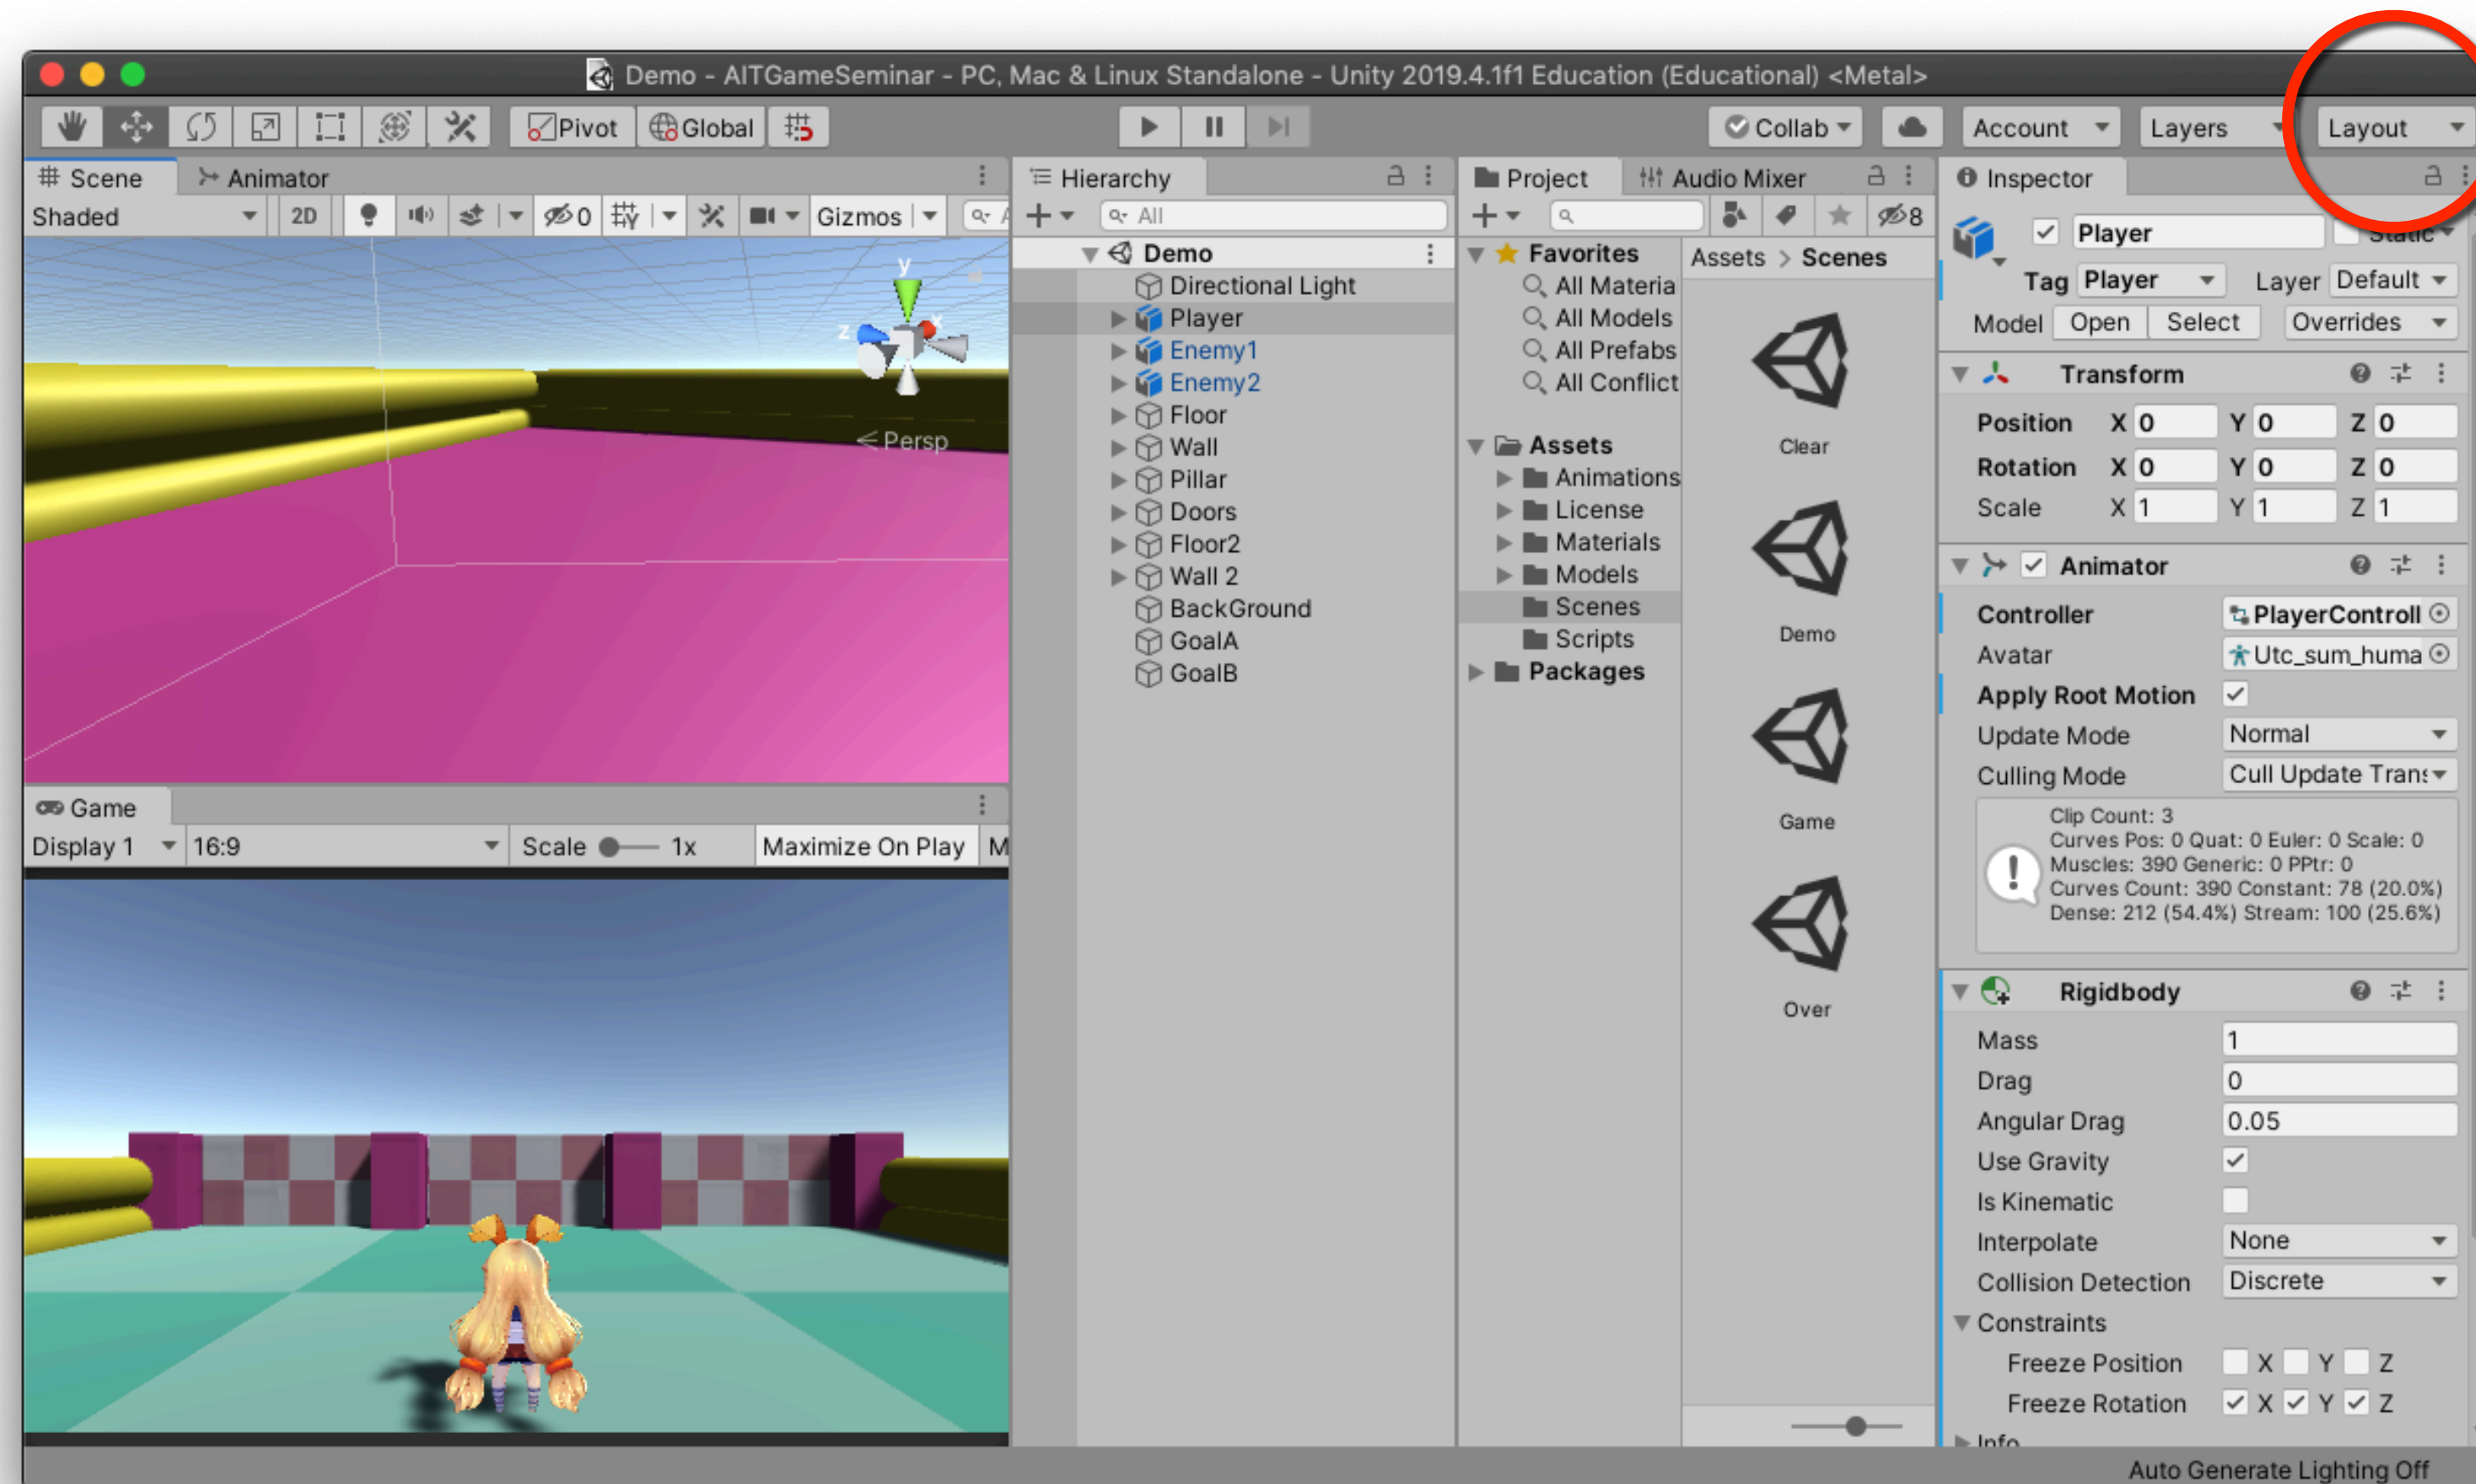 Demo - AITGameSeminar - PC, Mac & Linux Standalone - Unity 2019.4.1f1 Education (Educational) <Metal>
Pivot Global Collab Account Layers Layout
Scene Animator
Shaded 2D 0 Gizmos A
y
z x
Persp
Game
Display 1 16:9 Scale 1x Maximize On Play M
Hierarchy
All
Demo
Directional Light
Player
Enemy1
Enemy2
Floor
Wall
Pillar
Doors
Floor2
Wall 2
BackGround
GoalA
GoalB
Project Audio Mixer
8
Favorites
All Materia
All Models
All Prefabs
All Conflict
Assets
Animations
License
Materials
Models
Scenes
Scripts
Packages
Assets > Scenes
Clear
Demo
Game
Over
Inspector
Player Static
Tag Player Layer Default
Model Open Select Overrides
Transform
Position X 0 Y 0 Z 0
Rotation X 0 Y 0 Z 0
Scale X 1 Y 1 Z 1
Animator
Controller PlayerControll
Avatar Utc_sum_huma
Apply Root Motion
Update Mode Normal
Culling Mode Cull Update Trans
Clip Count: 3
Curves Pos: 0 Quat: 0 Euler: 0 Scale: 0
Muscles: 390 Generic: 0 PPtr: 0
Curves Count: 390 Constant: 78 (20.0%)
Dense: 212 (54.4%) Stream: 100 (25.6%)
Rigidbody
Mass 1
Drag 0
Angular Drag 0.05
Use Gravity
Is Kinematic
Interpolate None
Collision Detection Discrete
Constraints
Freeze Position X Y Z
Freeze Rotation X Y Z
Info
Auto Generate Lighting Off